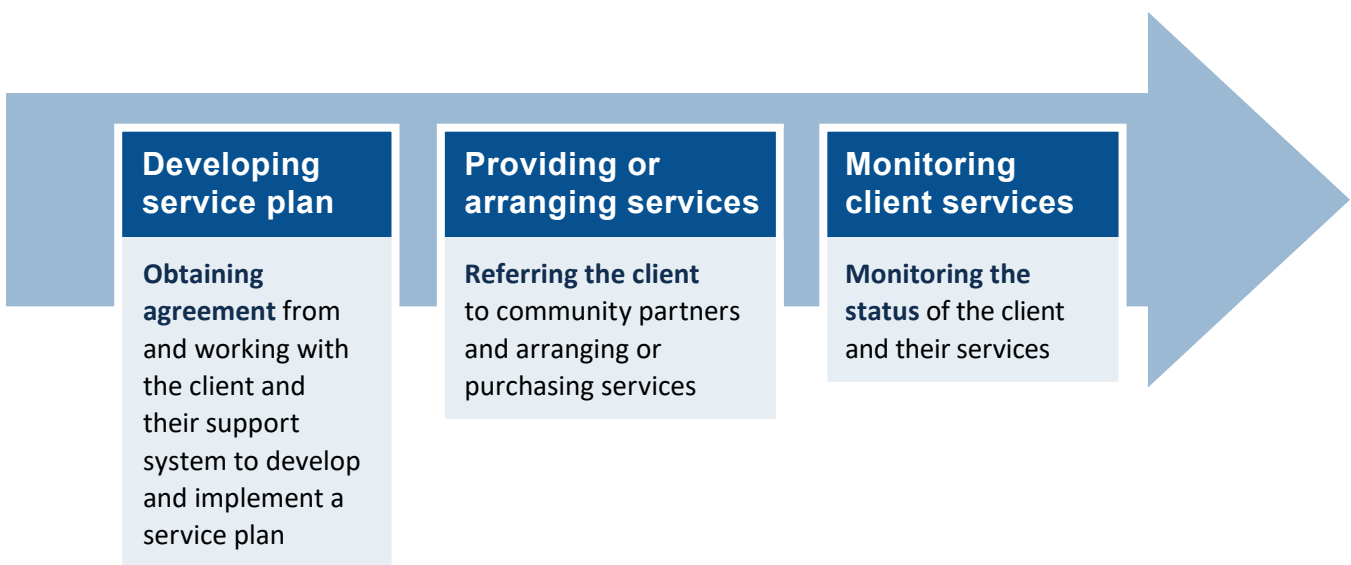 Developing
service plan
Obtaining
agreement from
and working with
the client and
their support
system to develop
and implement a
service plan
Providing or
arranging services
Referring the client
to community partners
and arranging or
purchasing services
Monitoring
client services
Monitoring the
status of the client
and their services